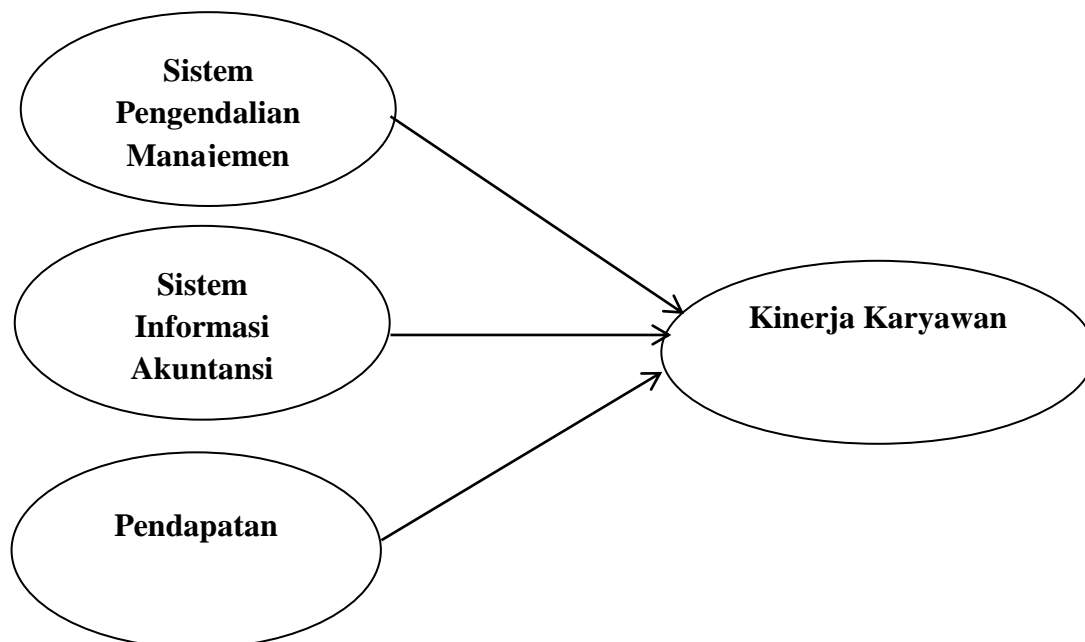 Sistem
Pengendalian
Manajemen
Sistem
Informasi
Akuntansi
Kinerja Karyawan
Pendapatan